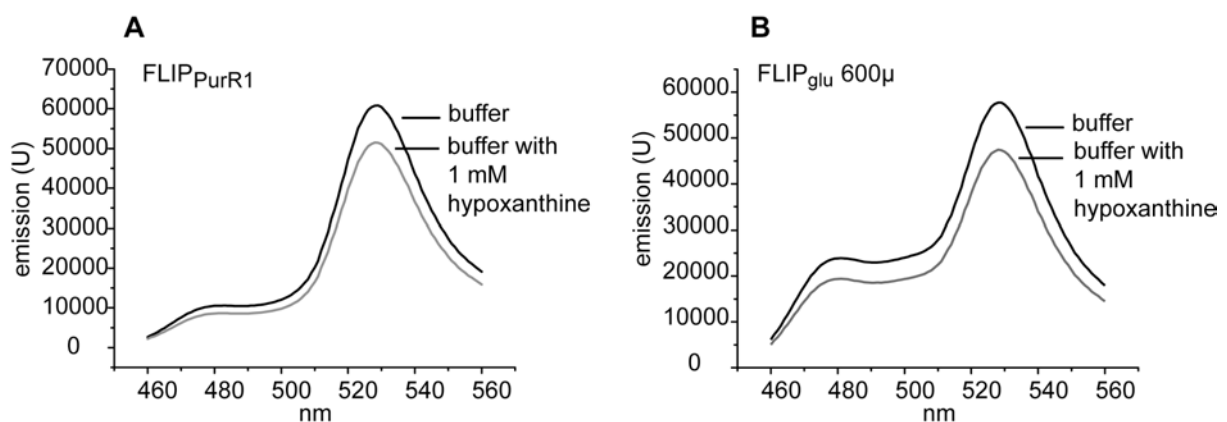 A
FLIPPurR1
70000
60000
50000
40000
30000
20000
10000
0
emission (U)
buffer
buffer with
1 mM
hypoxanthine
460 480 500 520 540 560
nm
B
FLIPglu 600µ
60000
50000
40000
30000
20000
10000
0
emission (U)
buffer
buffer with
1 mM
hypoxanthine
460 480 500 520 540 560
nm